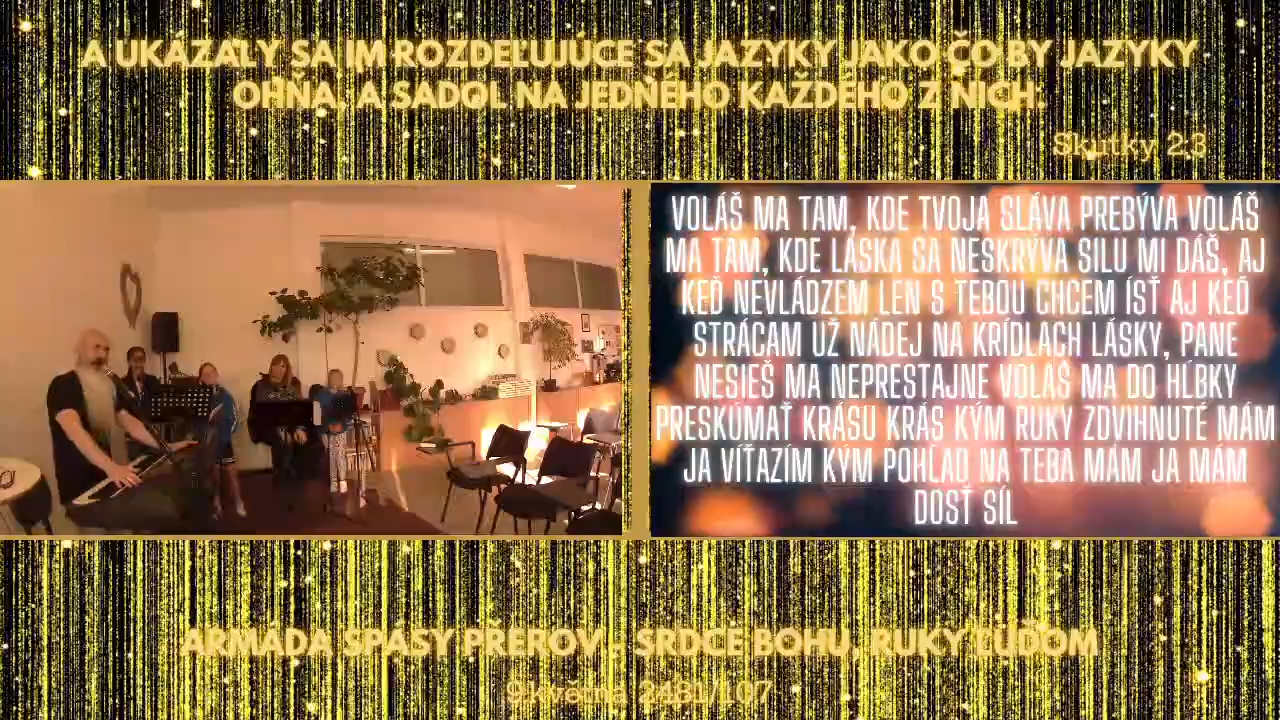 A UKÁZALY SA IM ROZDEĽUJÚCE SA JAZYKY JAKO ČO BY JAZYKY
OHŇA, A SADOL NA JEDNÉHO KAŽDÉHO Z NICH.
Skutky 2:3
VOLÁŠ MA TAM, KDE TVOJA SLÁVA PREBÝVA VOLÁŠ
MA TAM, KDE LÁSKA SA NESKRÝVA SILU MI DÁŠ, AJ
KEĎ NEVLÁDZEM LEN S TEBOU CHCEM ÍSŤ AJ KEĎ
STRÁCAM UŽ NÁDEJ NA KRÍDLACH LÁSKY, PANE
NESIEŠ MA NEPRESTAJNE VOLÁŠ MA DO HĹBKY
PRESKÚMAŤ KRÁSU KRÁS KÝM RUKY ZDVIHNUTÉ MÁM
JA VÍŤAZÍM KÝM POHĽAD NA TEBA MÁM JA MÁM
DOSŤ SÍL
ARMÁDA SPÁSY PŘEROV - SRDCE BOHU, RUKY ĽUĎOM
9.května 2481/107